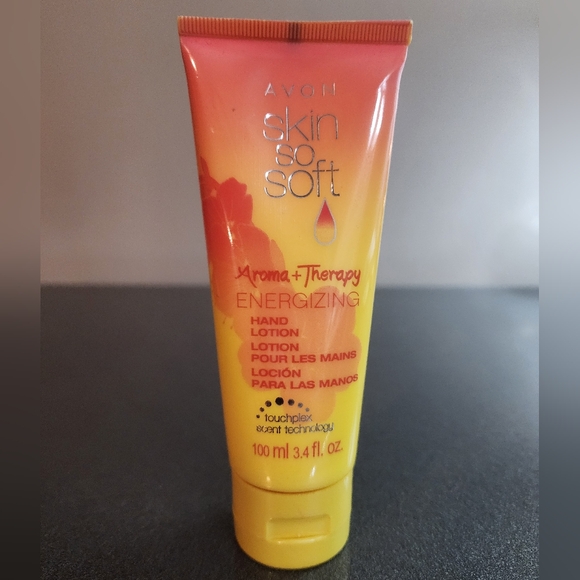 AVON
skin
so
soft
Aroma+Therapy
ENERGIZING
HAND
LOTION
LOTION
POUR LES MAINS
LOCIÓN
PARA LAS MANOS
touchplex
scent technology
100 ml 3.4 fl. oz.